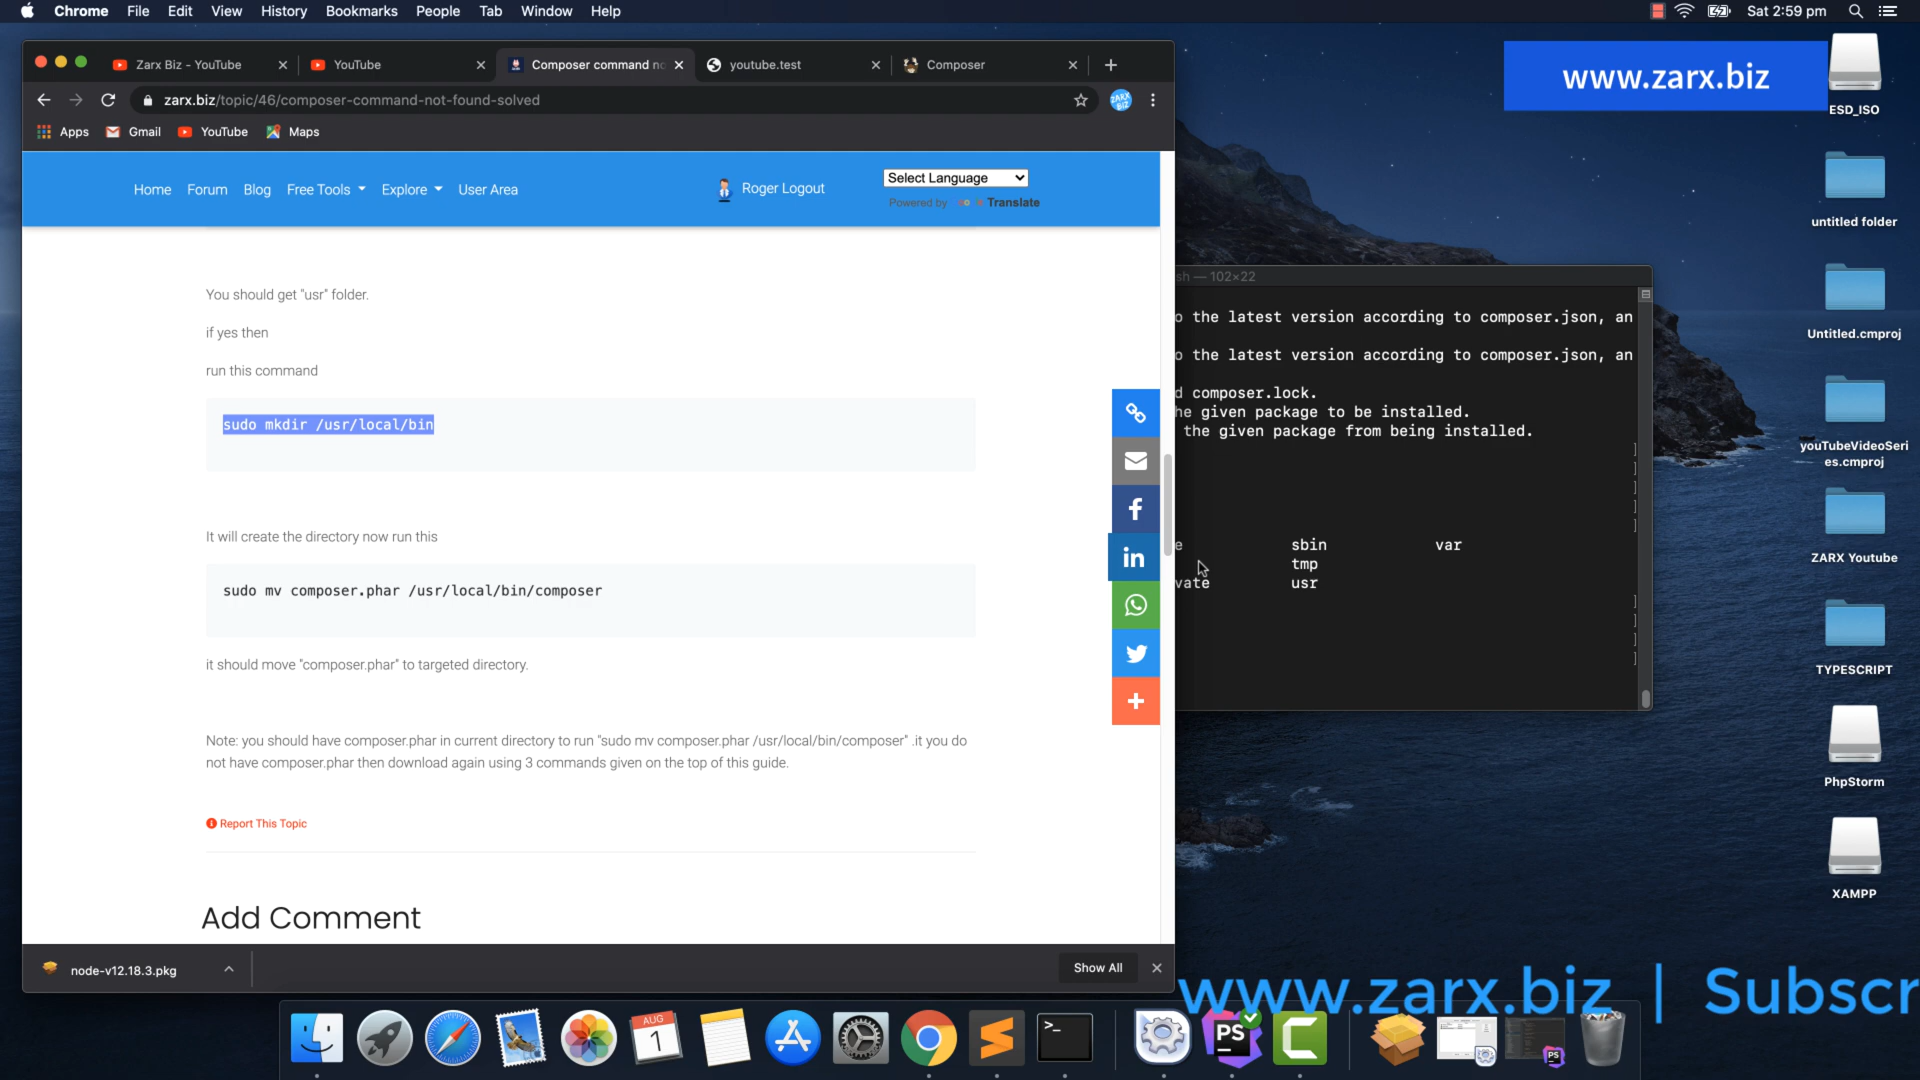 Chrome File Edit View History Bookmarks People Tab Window Help
Sat 2:59 pm
Zarx Biz - YouTube
YouTube
Composer command no
youtube.test
Composer
zarx.biz/topic/46/composer-command-not-found-solved
ZARX BIZ
Apps Gmail YouTube Maps
Home Forum Blog Free Tools Explore User Area
Roger Logout
Select Language
Powered by Translate
You should get "usr" folder.
if yes then
run this command
sudo mkdir /usr/local/bin
It will create the directory now run this
sudo mv composer.phar /usr/local/bin/composer
it should move "composer.phar" to targeted directory.
Note: you should have composer.phar in current directory to run "sudo mv composer.phar /usr/local/bin/composer" .it you do
not have composer.phar then download again using 3 commands given on the top of this guide.
Report This Topic
Add Comment
node-v12.18.3.pkg
Show All
sh — 102×22
o the latest version according to composer.json, an
o the latest version according to composer.json, an
d composer.lock.
he given package to be installed.
the given package from being installed.
e sbin var
tmp
vate usr
www.zarx.biz
ESD_ISO
untitled folder
Untitled.cmproj
youTubeVideoSeri
es.cmproj
ZARX Youtube
TYPESCRIPT
PhpStorm
XAMPP
www.zarx.biz | Subscr
AUG
1
PS
PS